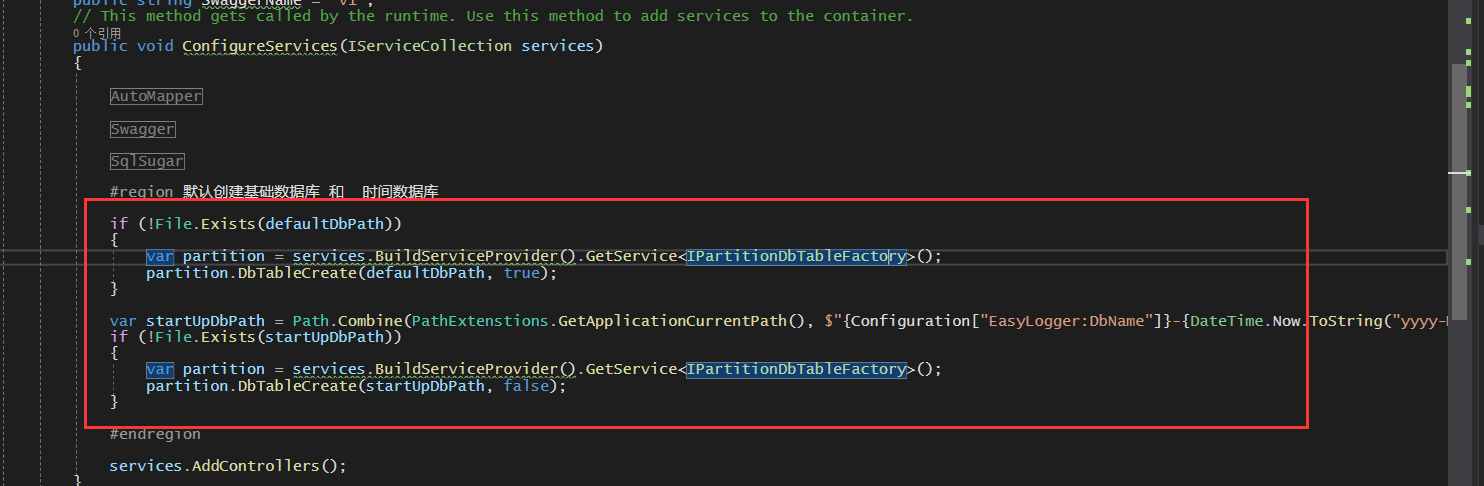 public string SwaggerName = "v1";
// This method gets called by the runtime. Use this method to add services to the container.
0 个引用
public void ConfigureServices(IServiceCollection services)
{
AutoMapper
Swagger
SqlSugar
#region 默认创建基础数据库 和  时间数据库
if (!File.Exists(defaultDbPath))
{
var partition = services.BuildServiceProvider().GetService<IPartitionDbTableFactory>();
partition.DbTableCreate(defaultDbPath, true);
}
var startUpDbPath = Path.Combine(PathExtenstions.GetApplicationCurrentPath(), $"{Configuration["EasyLogger:DbName"]}-{DateTime.Now.ToString("yyyy-
if (!File.Exists(startUpDbPath))
{
var partition = services.BuildServiceProvider().GetService<IPartitionDbTableFactory>();
partition.DbTableCreate(startUpDbPath, false);
}
#endregion
services.AddControllers();
}